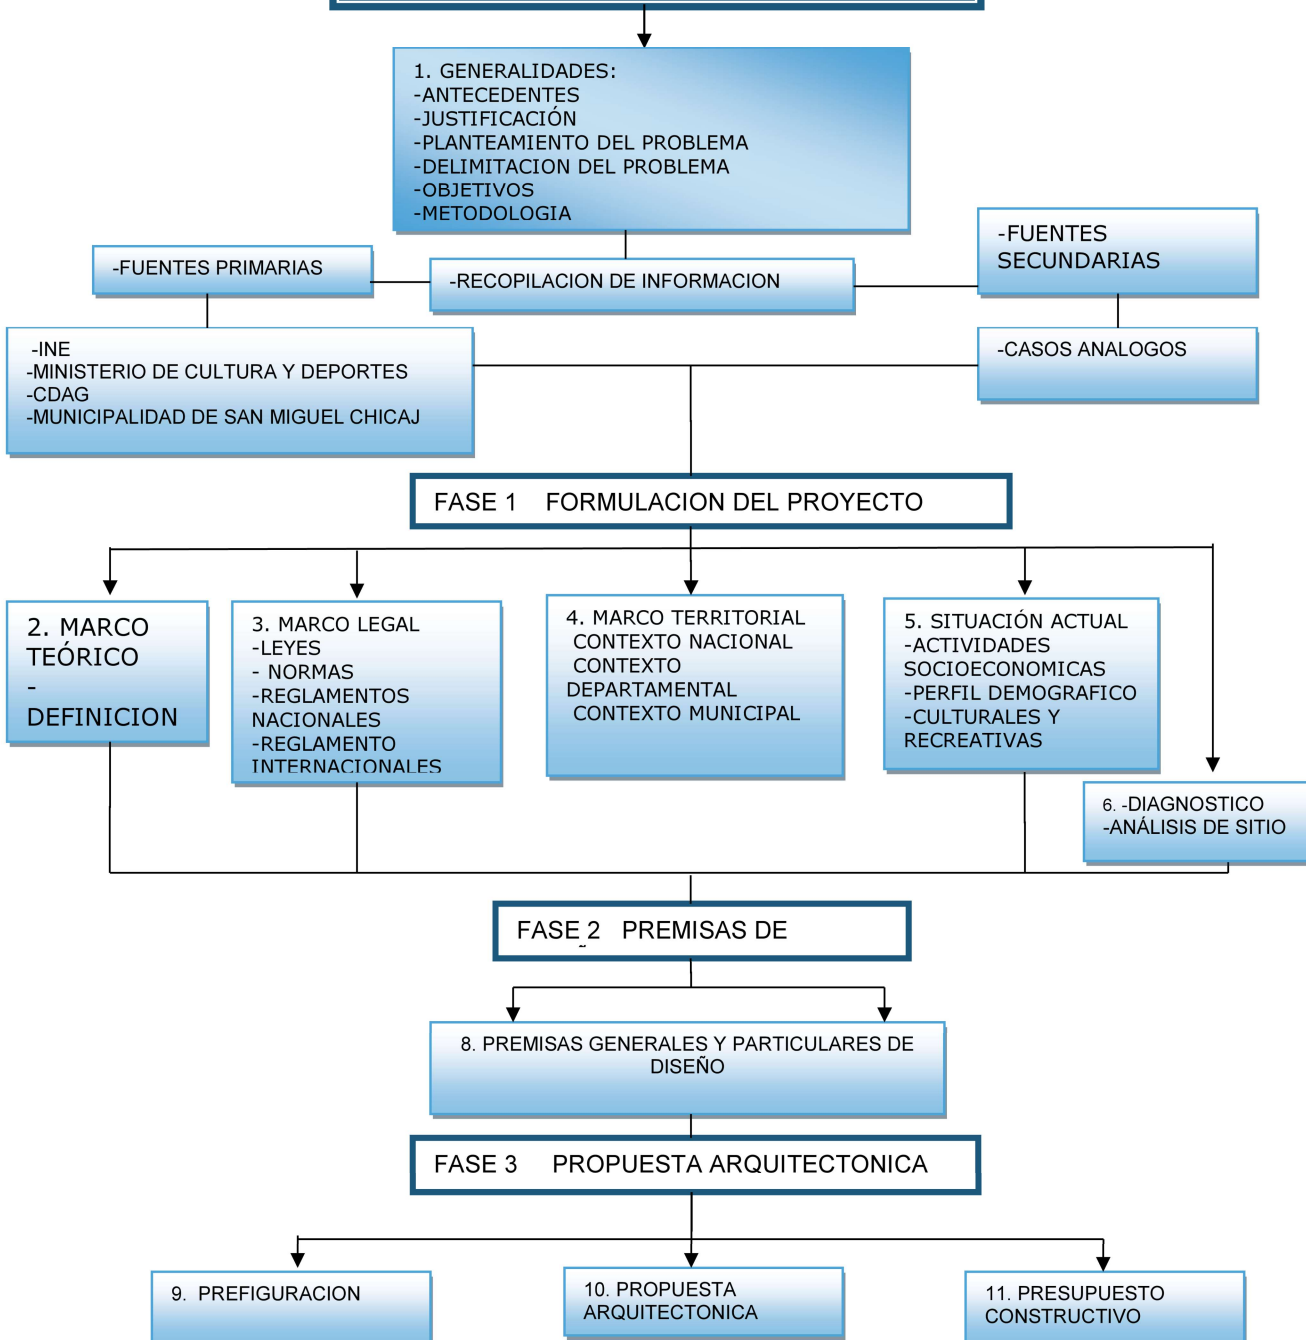 1. GENERALIDADES:
-ANTECEDENTES
-JUSTIFICACIÓN
-PLANTEAMIENTO DEL PROBLEMA
-DELIMITACION DEL PROBLEMA
-OBJETIVOS
-METODOLOGIA
-FUENTES PRIMARIAS
-RECOPILACION DE INFORMACION
-FUENTES
SECUNDARIAS
-INE
-MINISTERIO DE CULTURA Y DEPORTES
-CDAG
-MUNICIPALIDAD DE SAN MIGUEL CHICAJ
-CASOS ANALOGOS
FASE 1 FORMULACION DEL PROYECTO
2. MARCO
TEÓRICO
-
DEFINICION
3. MARCO LEGAL
-LEYES
- NORMAS
-REGLAMENTOS
NACIONALES
-REGLAMENTO
INTERNACIONALES
4. MARCO TERRITORIAL
CONTEXTO NACIONAL
CONTEXTO
DEPARTAMENTAL
CONTEXTO MUNICIPAL
5. SITUACIÓN ACTUAL
-ACTIVIDADES
SOCIOECONOMICAS
-PERFIL DEMOGRAFICO
-CULTURALES Y
RECREATIVAS
6. -DIAGNOSTICO
-ANÁLISIS DE SITIO
FASE 2 PREMISAS DE
8. PREMISAS GENERALES Y PARTICULARES DE
DISEÑO
FASE 3 PROPUESTA ARQUITECTONICA
9. PREFIGURACION
10. PROPUESTA
ARQUITECTONICA
11. PRESUPUESTO
CONSTRUCTIVO